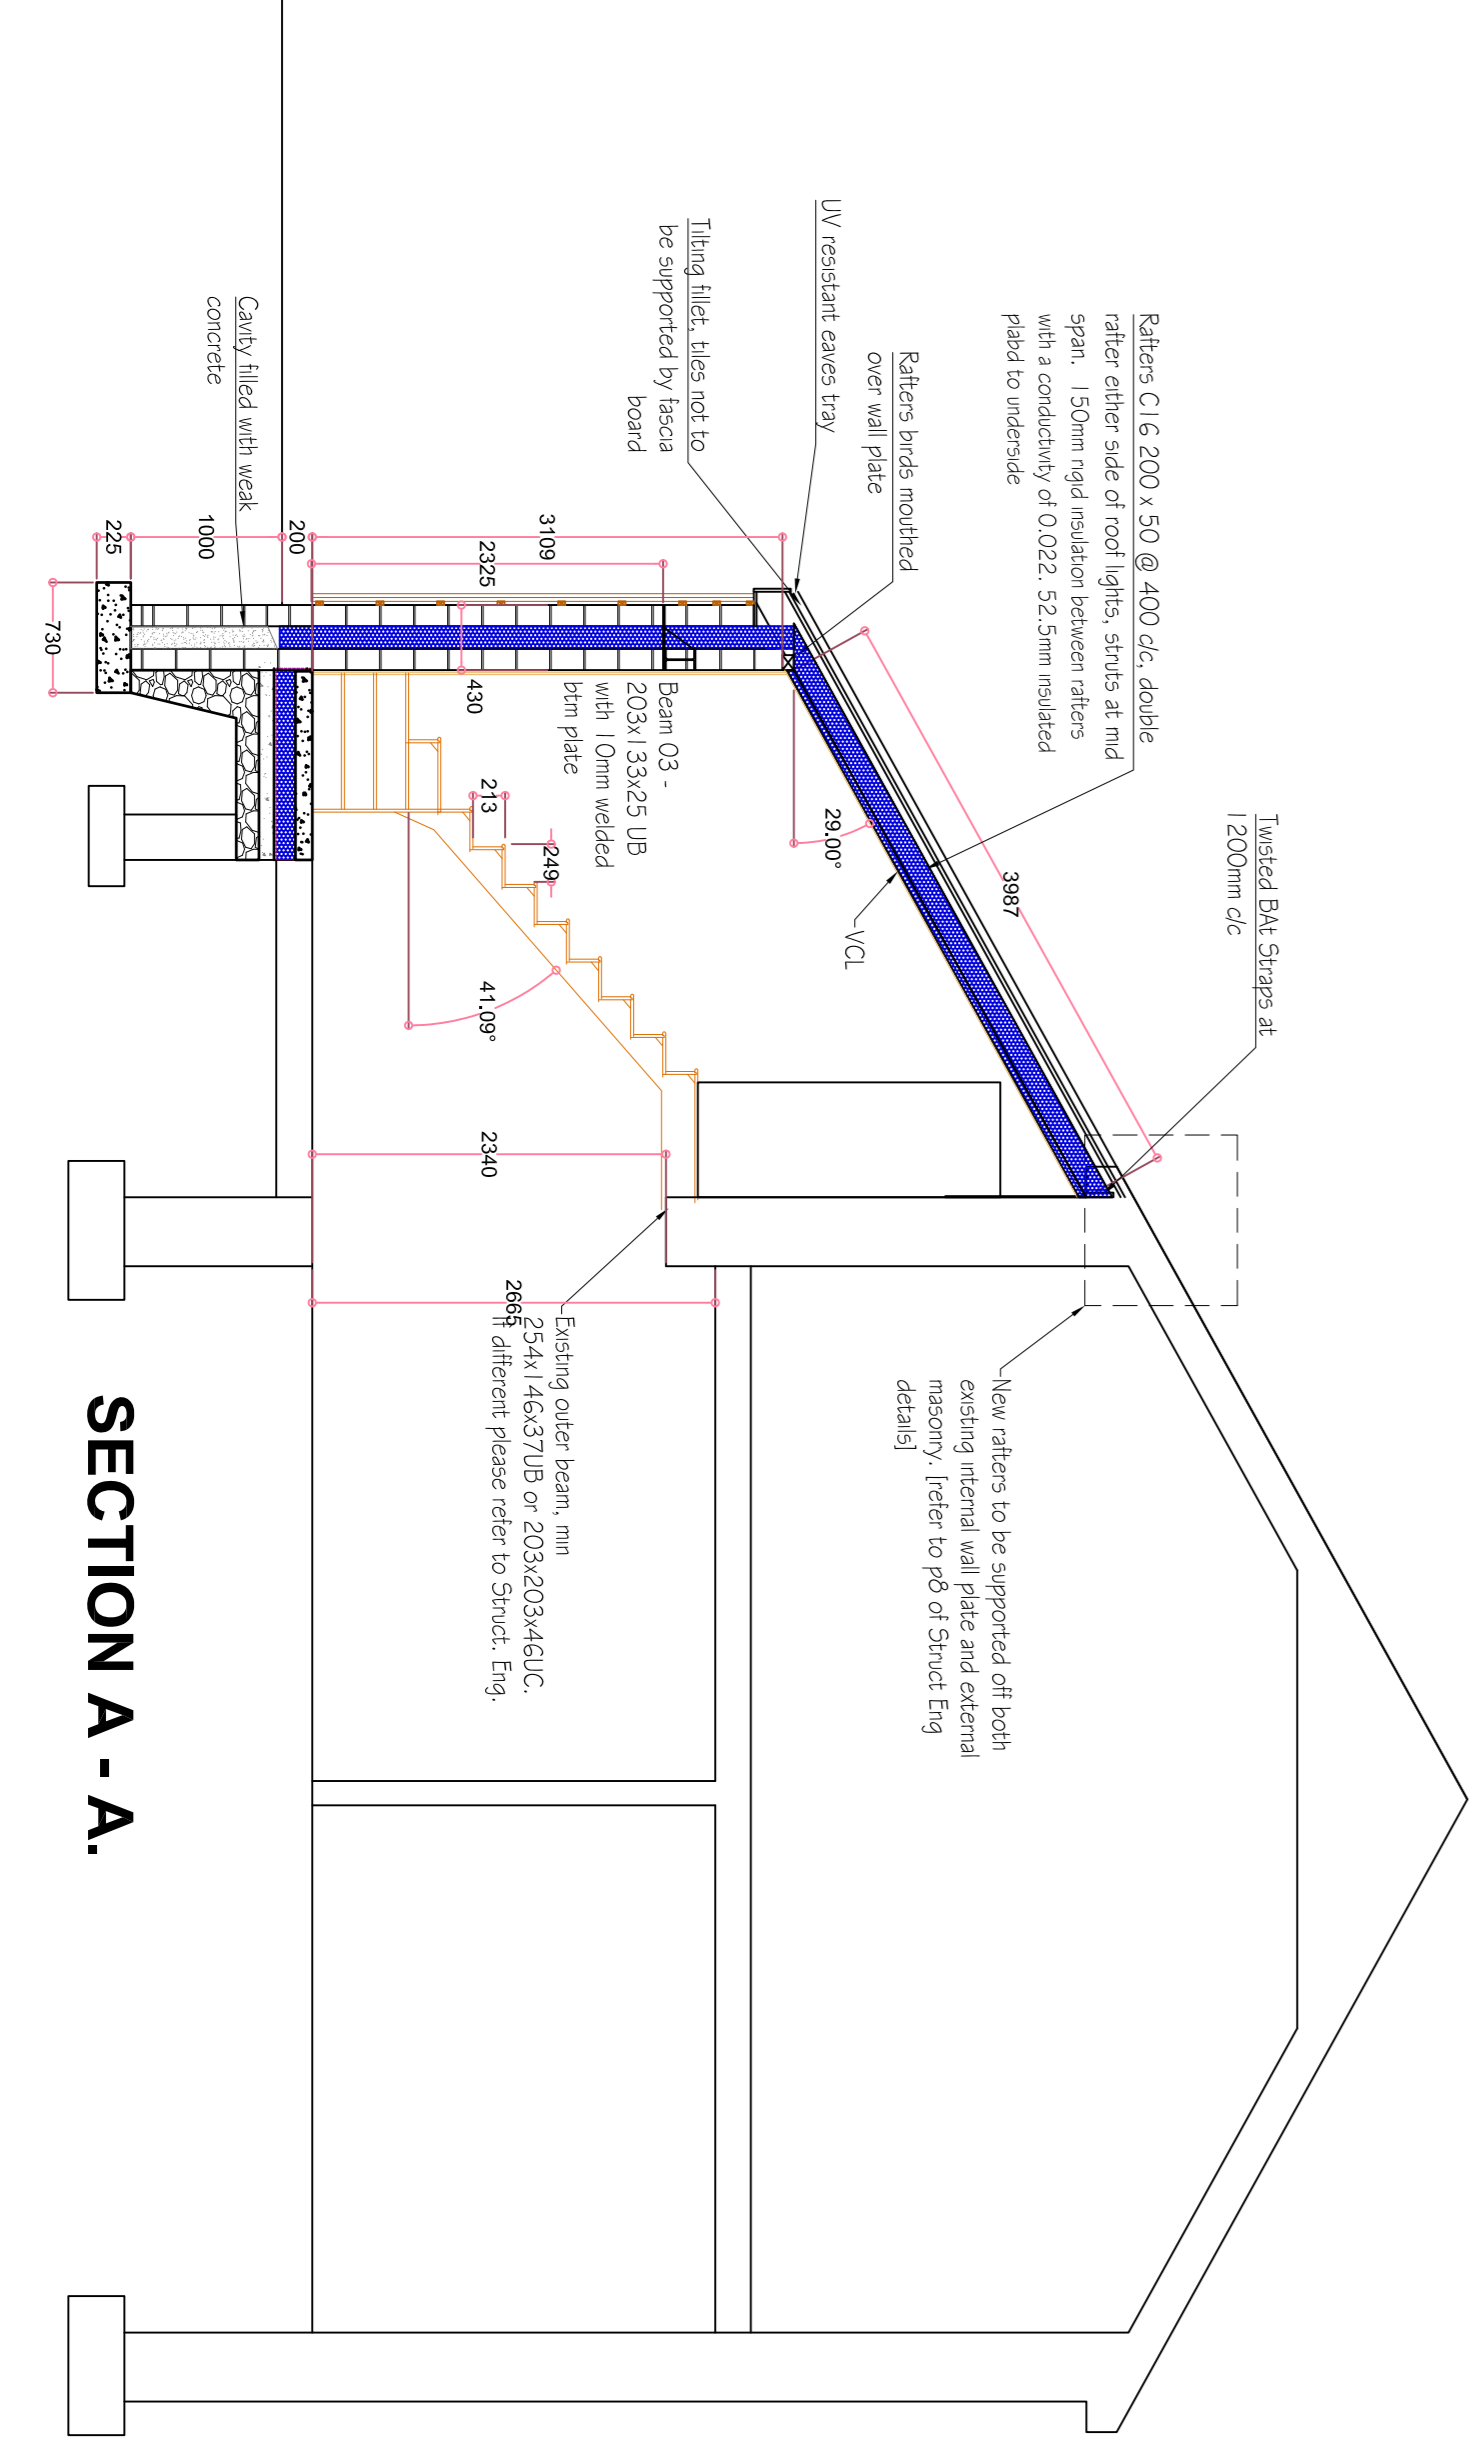 Twisted BAt Straps at
1200mm c/c
Rafters C16 200 x 50 @ 400 c/c, double
rafter either side of roof lights, struts at mid
span. 150mm rigid insulation between rafters
with a conductivity of 0.022. 52.5mm insulated
plabd to underside
Rafters birds mouthed
over wall plate
UV resistant eaves tray
Tilting fillet, tiles not to
be supported by fascia
board
Cavity filled with weak
concrete
3987
29.00°
VCL
New rafters to be supported off both
existing internal wall plate and external
masonry. [refer to p8 of Struct Eng
details]
Beam 03 -
203x133x25 UB
with 10mm welded
btm plate
Existing outer beam, min
254x146x37UB or 203x203x46UC.
If different please refer to Struct. Eng.
3109
2325
430
213
249
41.09°
2340
2665
200
1000
225
730
SECTION A - A.